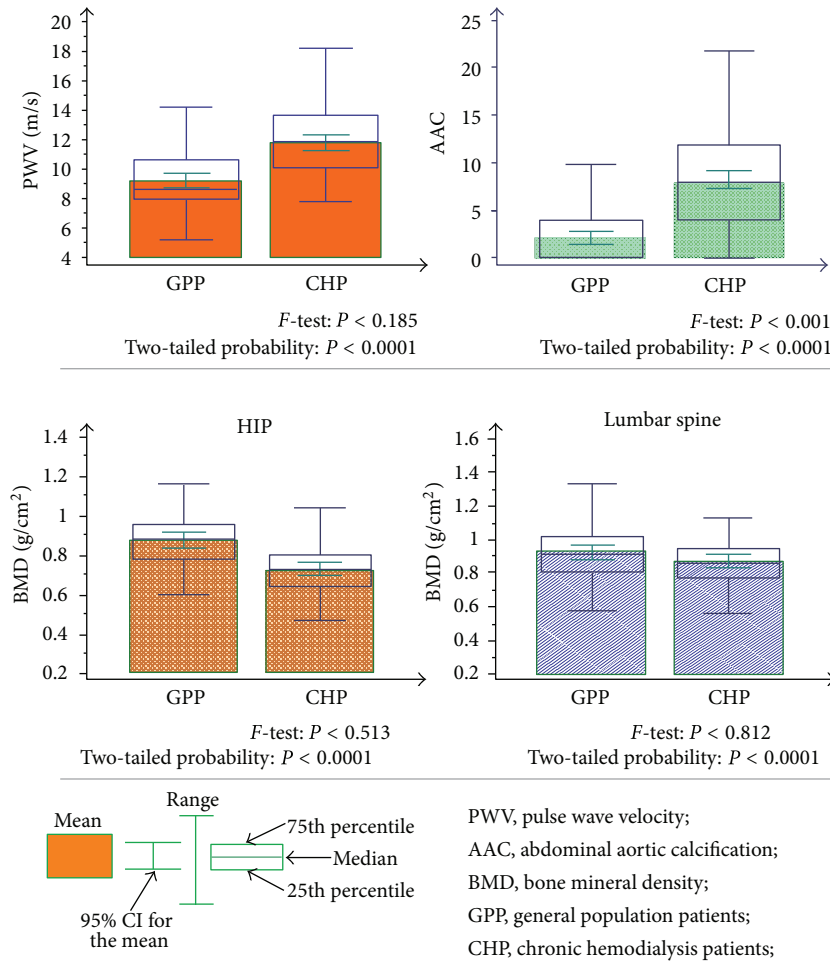 20
18
16
14
12
10
8
6
4
PWV (m/s)
GPP CHP
F-test: P < 0.185
Two-tailed probability: P < 0.0001
25
20
15
10
5
0
AAC
GPP CHP
F-test: P < 0.001
Two-tailed probability: P < 0.0001
HIP
1.4
1.2
1
0.8
0.6
0.4
0.2
BMD (g/cm²)
GPP CHP
F-test: P < 0.513
Two-tailed probability: P < 0.0001
Lumbar spine
1.6
1.4
1.2
1
0.8
0.6
0.4
0.2
BMD (g/cm²)
GPP CHP
F-test: P < 0.812
Two-tailed probability: P < 0.0001
Mean
Range
75th percentile
Median
25th percentile
95% CI for
the mean
PWV, pulse wave velocity;
AAC, abdominal aortic calcification;
BMD, bone mineral density;
GPP, general population patients;
CHP, chronic hemodialysis patients;